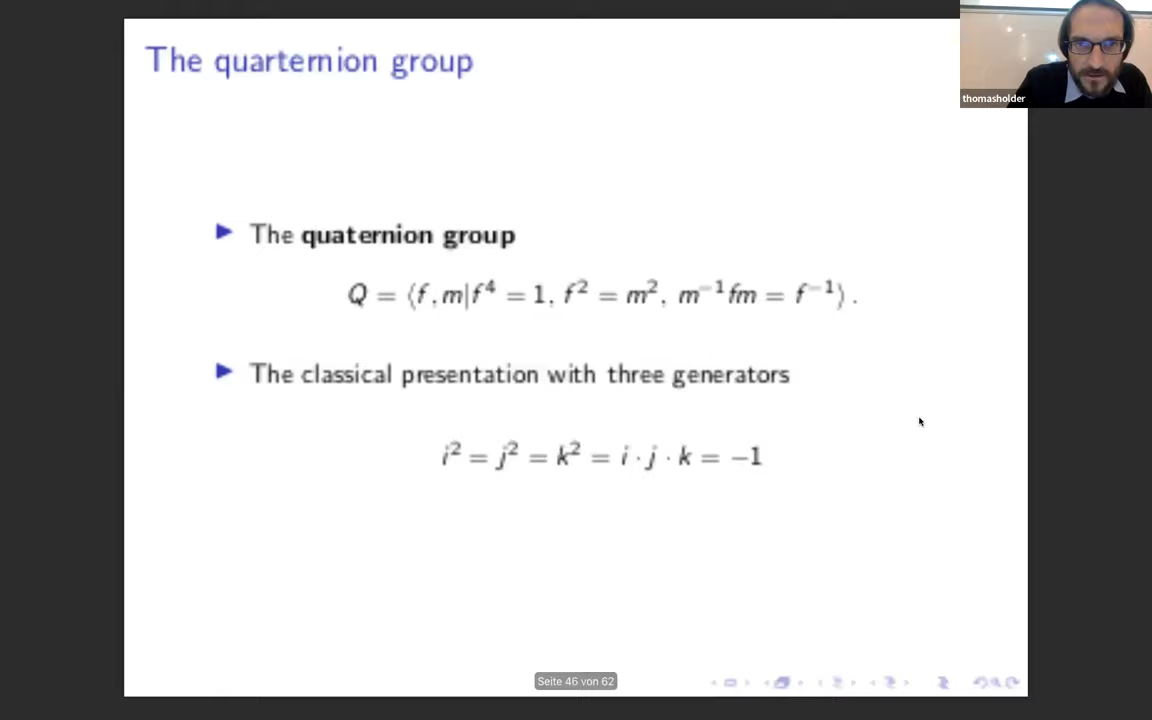 The quarternion group
thomasholder
▶ The quaternion group
Q = ⟨f, m|f⁴ = 1, f² = m², m⁻¹fm = f⁻¹⟩ .
▶ The classical presentation with three generators
i² = j² = k² = i · j · k = −1
Seite 46 von 62